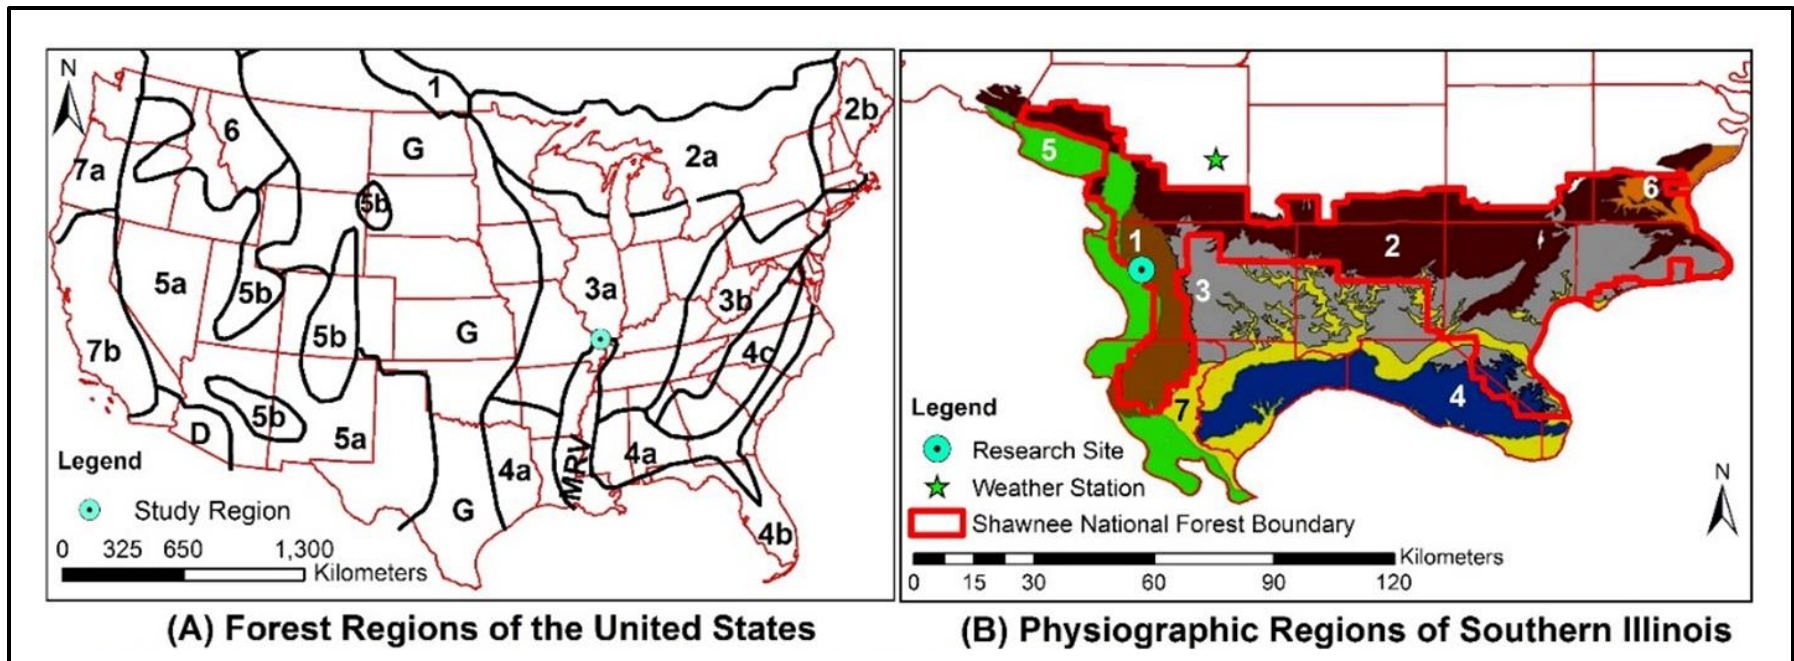 N
1
2b
6
G
2a
7a
5b
5a
5b
3a
3b
5b
G
7b
4c
5b
D
5a
4a
MRV
4a
G
4b
Legend
Study Region
0 325 650 1,300
Kilometers
(A) Forest Regions of the United States
5
6
1
2
3
4
7
Legend
Research Site
Weather Station
Shawnee National Forest Boundary
N
Kilometers
0 15 30 60 90 120
(B) Physiographic Regions of Southern Illinois